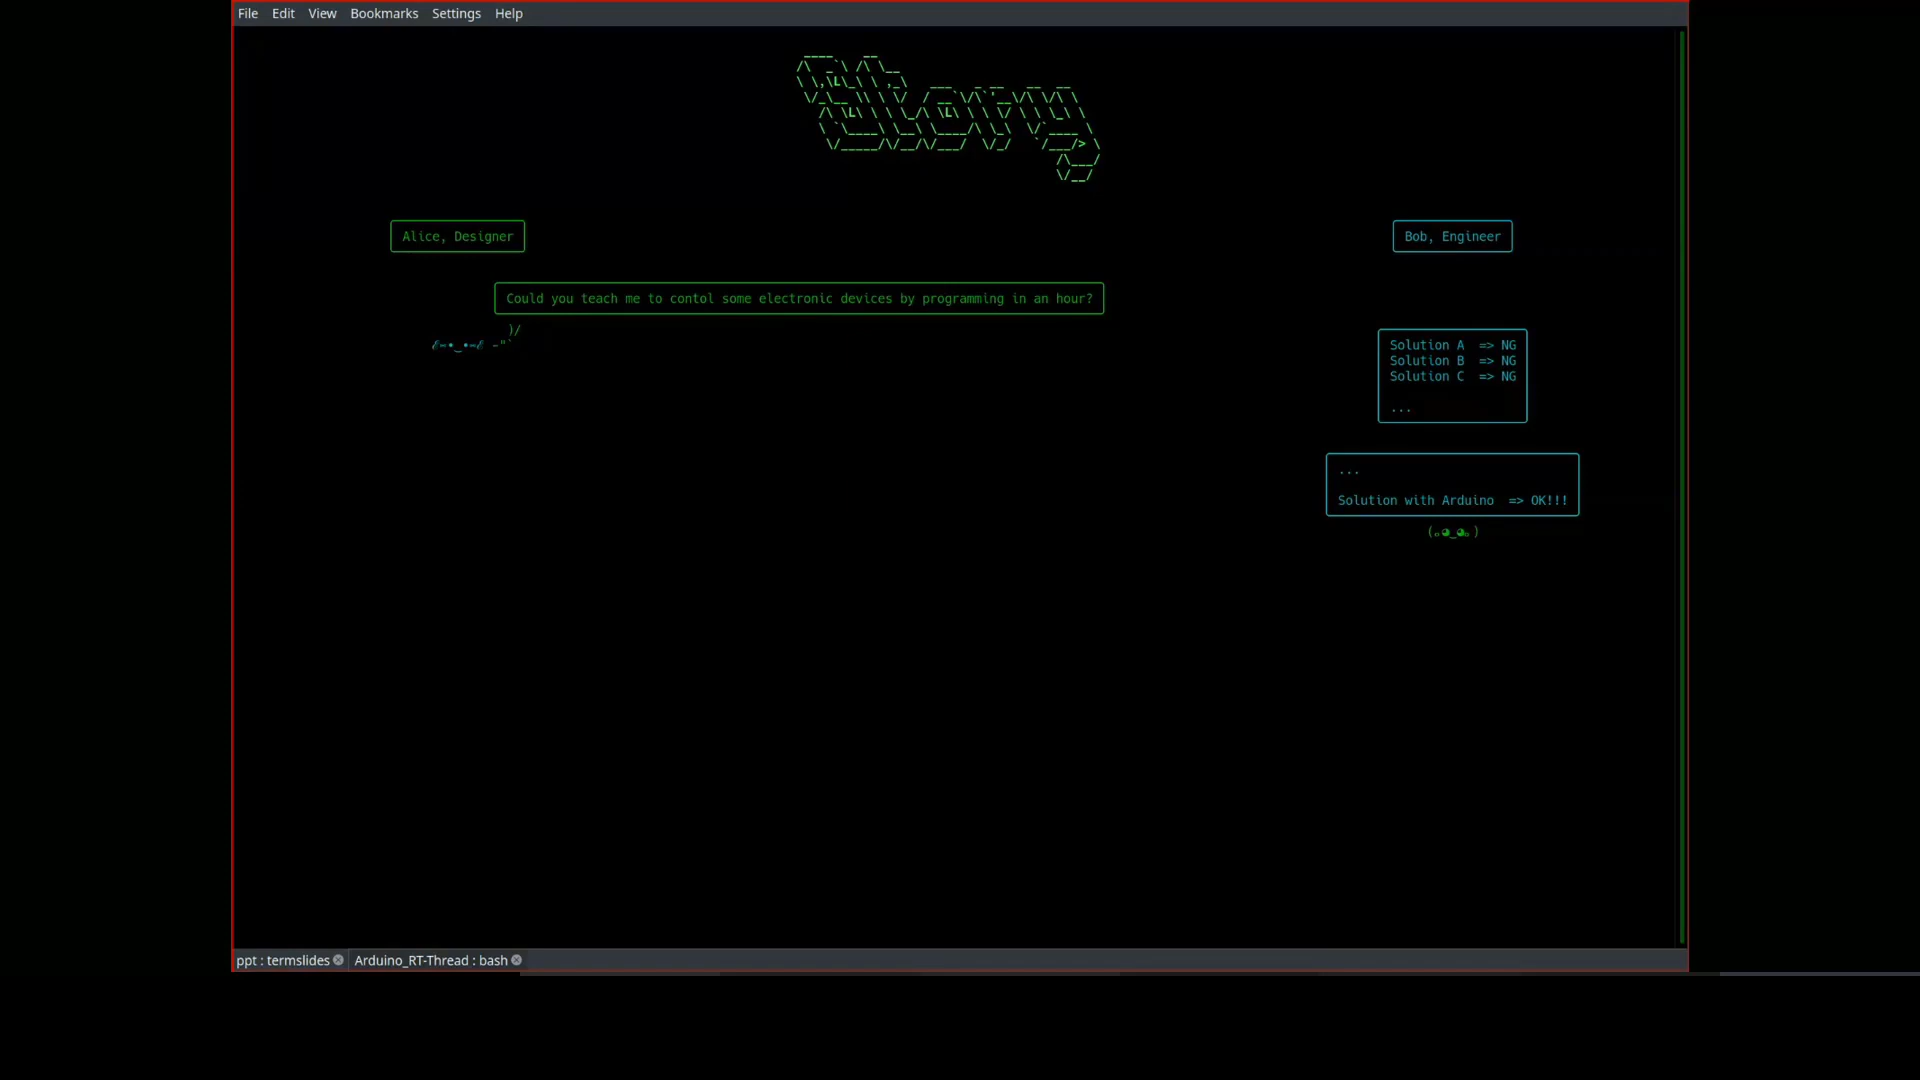 File Edit View Bookmarks Settings Help
Story
Alice, Designer
Bob, Engineer
Could you teach me to contol some electronic devices by programming in an hour?
Solution A => NG
Solution B => NG
Solution C => NG
...
...
Solution with Arduino => OK!!!
ppt : termslides
Arduino_RT-Thread : bash